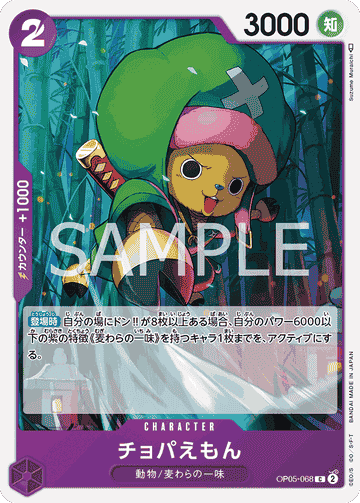 2
3000
知
Suzume Muraichi
カウンター +1000
SAMPLE
登場時 自分の場にドン!!が8枚以上ある場合、自分のパワー6000以
下の紫の特徴《麦わらの一味》を持つキャラ1枚までを、アクティブにす
る。
CHARACTER
チョパえもん
動物/麦わらの一味
OP05-068 C 2
BANDAI MADE IN JAPAN